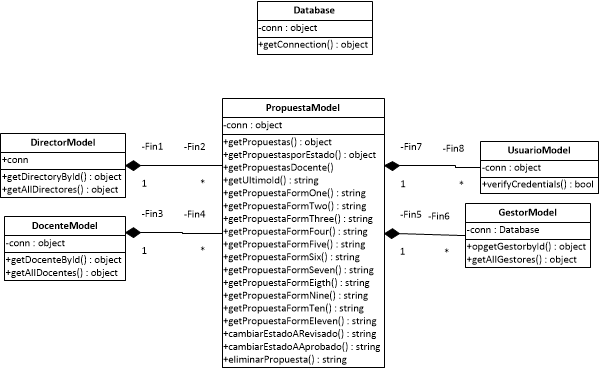 Database
-conn : object
+getConnection() : object
PropuestaModel
-conn : object
+getPropuestas() : object
+getPropuestasporEstado() : object
+getPropuestasDocente()
+getUltimoId() : string
+getPropuestaFormOne() : string
+getPropuestaFormTwo() : string
+getPropuestaFormThree() : string
+getPropuestaFormFour() : string
+getPropuestaFormFive() : string
+getPropuestaFormSix() : string
+getPropuestaFormSeven() : string
+getPropuestaFormEigth() : string
+getPropuestaFormNine() : string
+getPropuestaFormTen() : string
+getPropuestaFormEleven() : string
+cambiarEstadoARevisado() : string
+cambiarEstadoAAprobado() : string
+eliminarPropuesta() : string
DirectorModel
+conn
+getDirectoryById() : object
+getAllDirectores() : object
-Fin1
-Fin2
1
*
DocenteModel
-conn : object
+getDocenteById() : object
+getAllDocentes() : object
-Fin3
-Fin4
1
*
-Fin7
-Fin8
1
*
UsuarioModel
-conn : object
+verifyCredentials() : bool
-Fin5
-Fin6
1
*
GestorModel
-conn : Database
+opgetGestorbyId() : object
+getAllGestores() : object